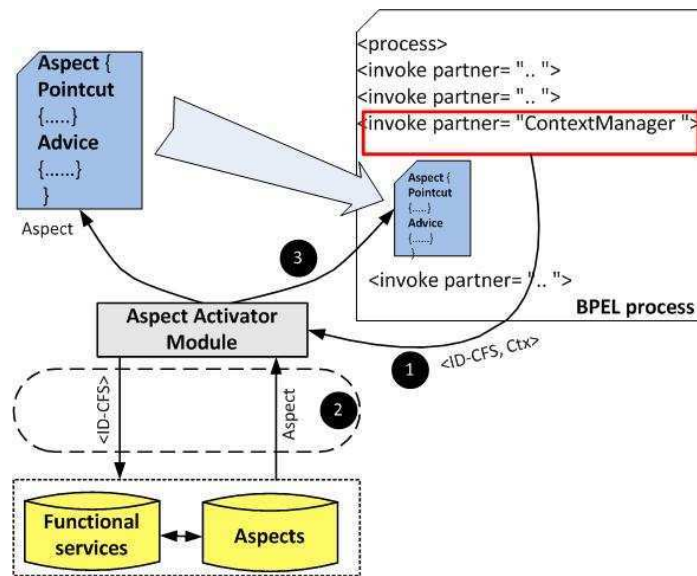 Aspect {
Pointcut
{.....}
Advice
{......}
}
Aspect
<process>
<invoke partner= ".. ">
<invoke partner= ".. ">
<invoke partner= "ContextManager ">
Aspect {
Pointcut
{.....}
Advice
{.....}
}
<invoke partner= ".. ">
BPEL process
3
Aspect Activator
Module
1
<ID-CFS, Ctx>
<ID-CFS>
Aspect
2
Functional
services
Aspects